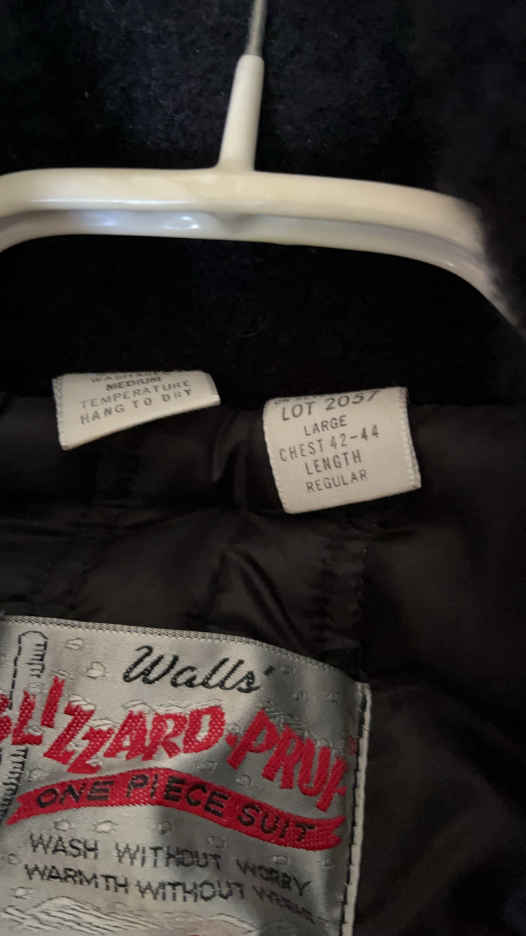 MEDIUM
TEMPERATURE
HANG TO DRY
LOT 2057
LARGE
CHEST 42-44
LENGTH
REGULAR
Walls'
BLIZZARD-PRUF
ONE PIECE SUIT
WASH WITHOUT WORRY
WARMTH WITHOUT